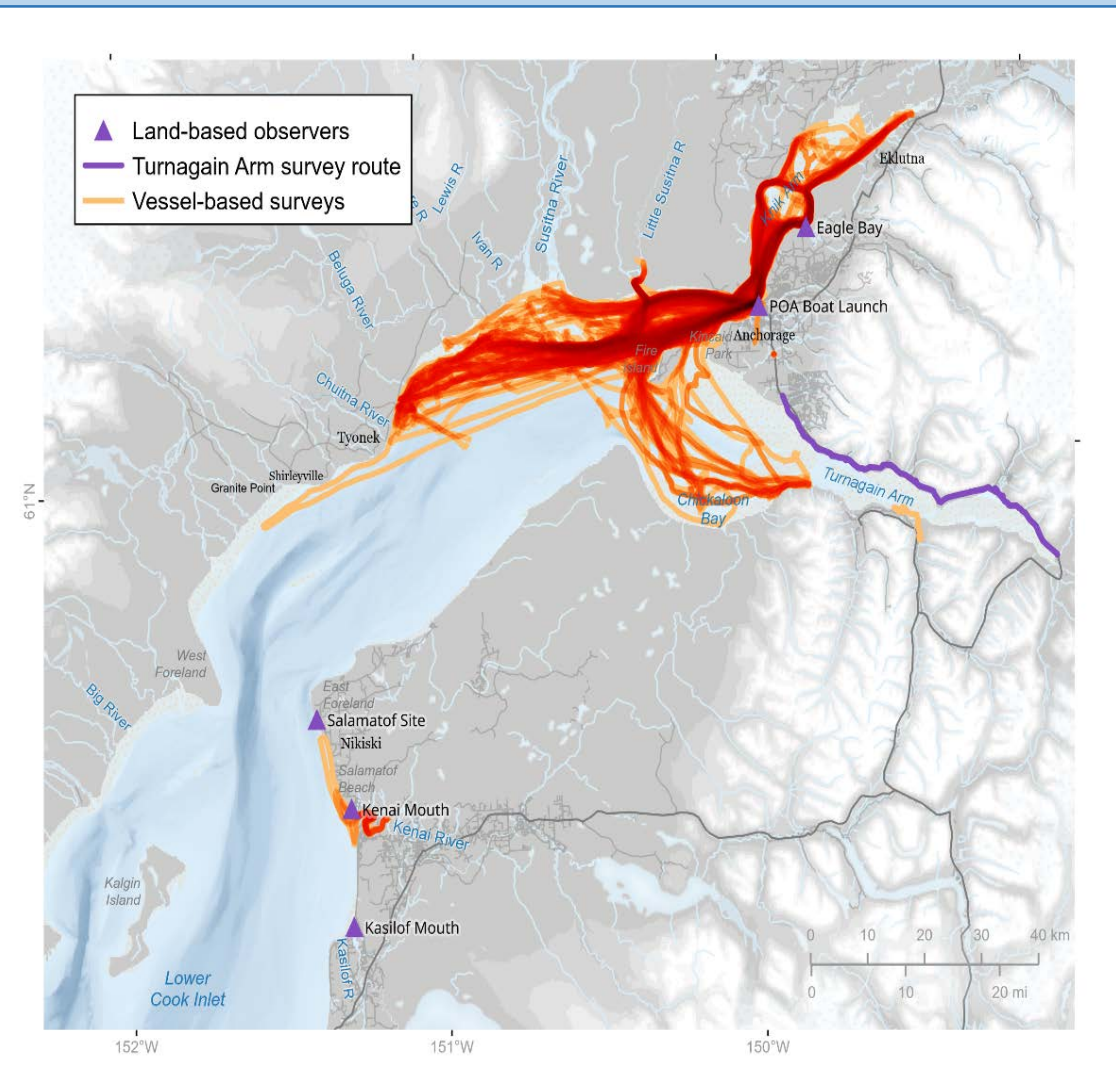 Land-based observers
Turnagain Arm survey route
Vessel-based surveys
Lewis R
e R
Ivan R
Susitna River
Little Susitna R
Beluga River
Knik Arm
Eklutna
Eagle Bay
POA Boat Launch
Kincaid
Park
Anchorage
Fire
Island
Chuitna River
Tyonek
Shirleyville
Granite Point
Turnagain Arm
Chickaloon
Bay
61°N
West
Foreland
Big River
East
Foreland
Salamatof Site
Nikiski
Salamatof
Beach
Kenai Mouth
Kenai River
Kalgin
Island
Kasilof Mouth
Kasilof R
Lower
Cook Inlet
0 10 20 30 40 km
0 10 20 mi
152°W 151°W 150°W